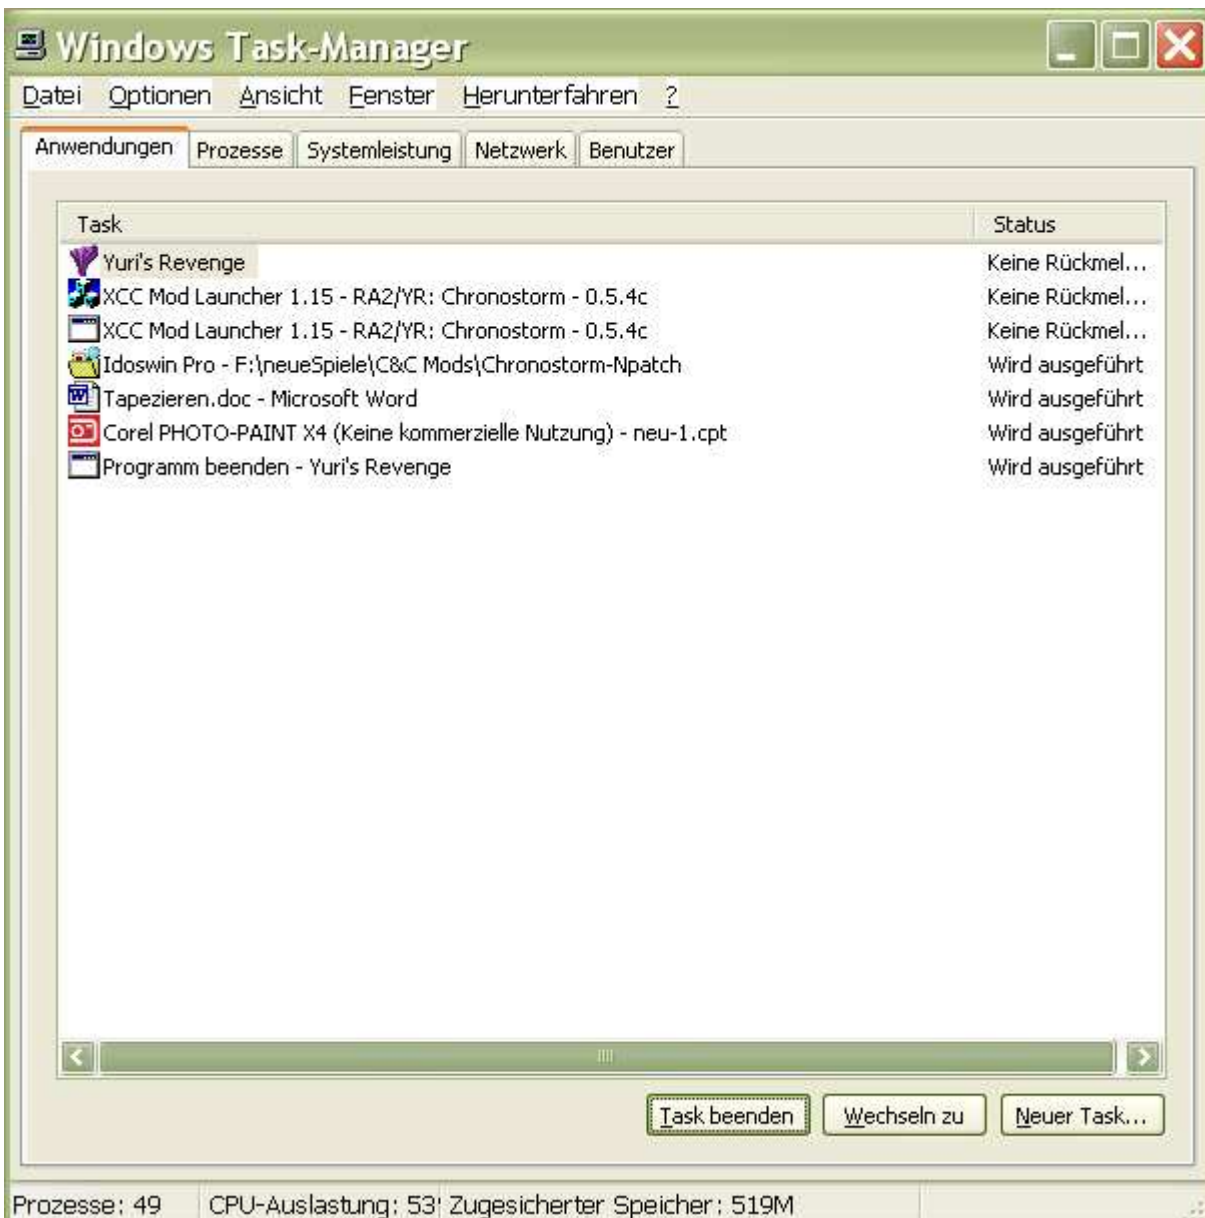 Windows Task-Manager
Datei Optionen Ansicht Fenster Herunterfahren ?
Anwendungen Prozesse Systemleistung Netzwerk Benutzer
Task Status
Yuri's Revenge Keine Rückmel...
XCC Mod Launcher 1.15 - RA2/YR: Chronostorm - 0.5.4c Keine Rückmel...
XCC Mod Launcher 1.15 - RA2/YR: Chronostorm - 0.5.4c Keine Rückmel...
Idoswin Pro - F:\neueSpiele\C&C Mods\Chronostorm-Npatch Wird ausgeführt
Tapezieren.doc - Microsoft Word Wird ausgeführt
Corel PHOTO-PAINT X4 (Keine kommerzielle Nutzung) - neu-1.cpt Wird ausgeführt
Programm beenden - Yuri's Revenge Wird ausgeführt
Task beenden Wechseln zu Neuer Task...
Prozesse: 49 CPU-Auslastung: 53 Zugesicherter Speicher: 519M